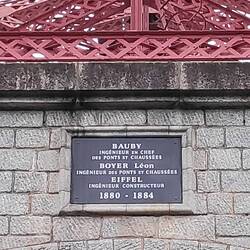 BAUBY
INGÉNIEUR EN CHEF
DES PONTS ET CHAUSSÉES
BOYER Léon
INGÉNIEUR DES PONTS ET CHAUSSÉES
EIFFEL
INGÉNIEUR CONSTRUCTEUR
1880 - 1884